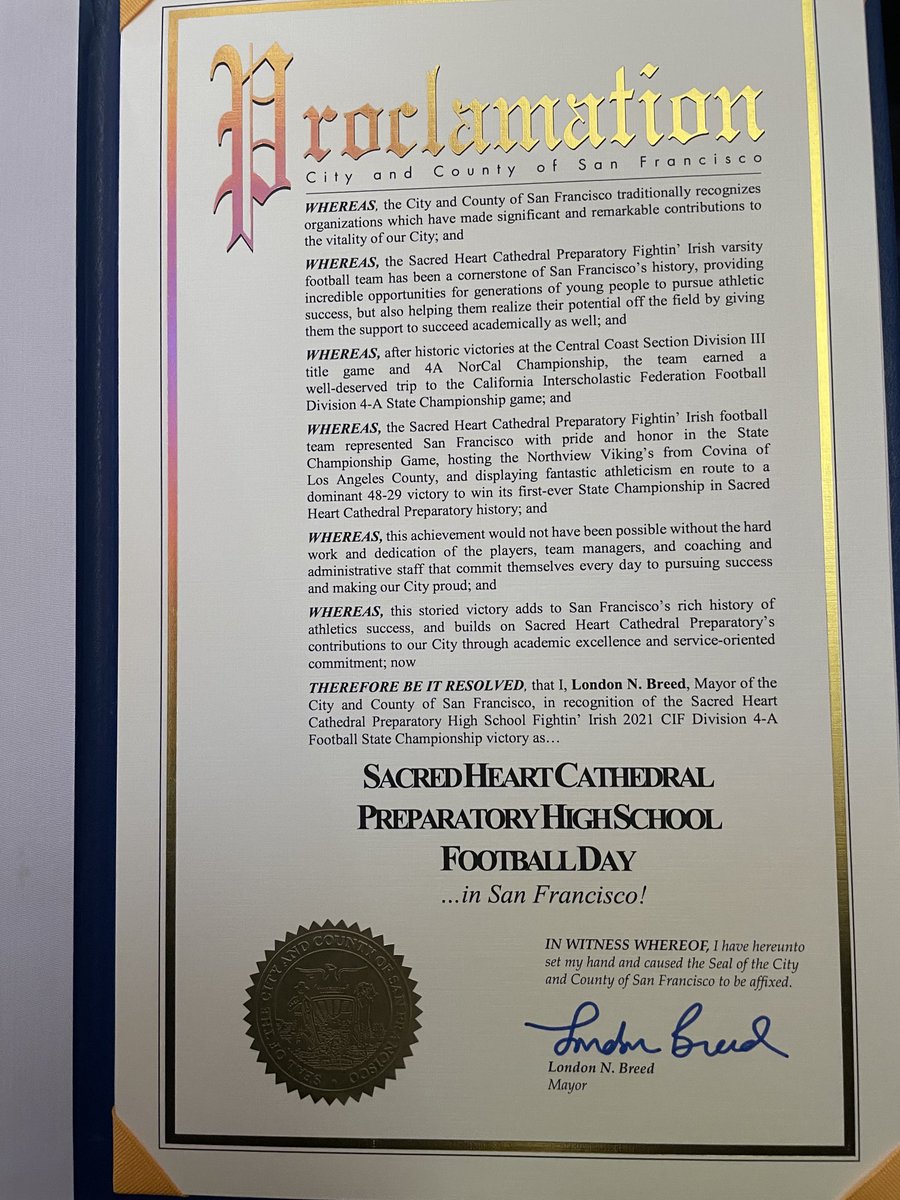 Proclamation
City and County of San Francisco
WHEREAS, the City and County of San Francisco traditionally recognizes
organizations which have made significant and remarkable contributions to
the vitality of our City; and
WHEREAS, the Sacred Heart Cathedral Preparatory Fightin’ Irish varsity
football team has been a cornerstone of San Francisco’s history, providing
incredible opportunities for generations of young people to pursue athletic
success, but also helping them realize their potential off the field by giving
them the support to succeed academically as well; and
WHEREAS, after historic victories at the Central Coast Section Division III
title game and 4A NorCal Championship, the team earned a
well-deserved trip to the California Interscholastic Federation Football
Division 4-A State Championship game; and
WHEREAS, the Sacred Heart Cathedral Preparatory Fightin’ Irish football
team represented San Francisco with pride and honor in the State
Championship Game, hosting the Northview Viking’s from Covina of
Los Angeles County, and displaying fantastic athleticism en route to a
dominant 48-29 victory to win its first-ever State Championship in Sacred
Heart Cathedral Preparatory history; and
WHEREAS, this achievement would not have been possible without the hard
work and dedication of the players, team managers, and coaching and
administrative staff that commit themselves every day to pursuing success
and making our City proud; and
WHEREAS, this storied victory adds to San Francisco’s rich history of
athletics success, and builds on Sacred Heart Cathedral Preparatory’s
contributions to our City through academic excellence and service-oriented
commitment; now
THEREFORE BE IT RESOLVED, that I, London N. Breed, Mayor of the
City and County of San Francisco, in recognition of the Sacred Heart
Cathedral Preparatory High School Fightin’ Irish 2021 CIF Division 4-A
Football State Championship victory as…
SACRED HEART CATHEDRAL
PREPARATORY HIGH SCHOOL
FOOTBALL DAY
…in San Francisco!
IN WITNESS WHEREOF, I have hereunto
set my hand and caused the Seal of the City
and County of San Francisco to be affixed.
London Breed
London N. Breed
Mayor
SEAL OF THE CITY AND COUNTY OF SAN FRANCISCO